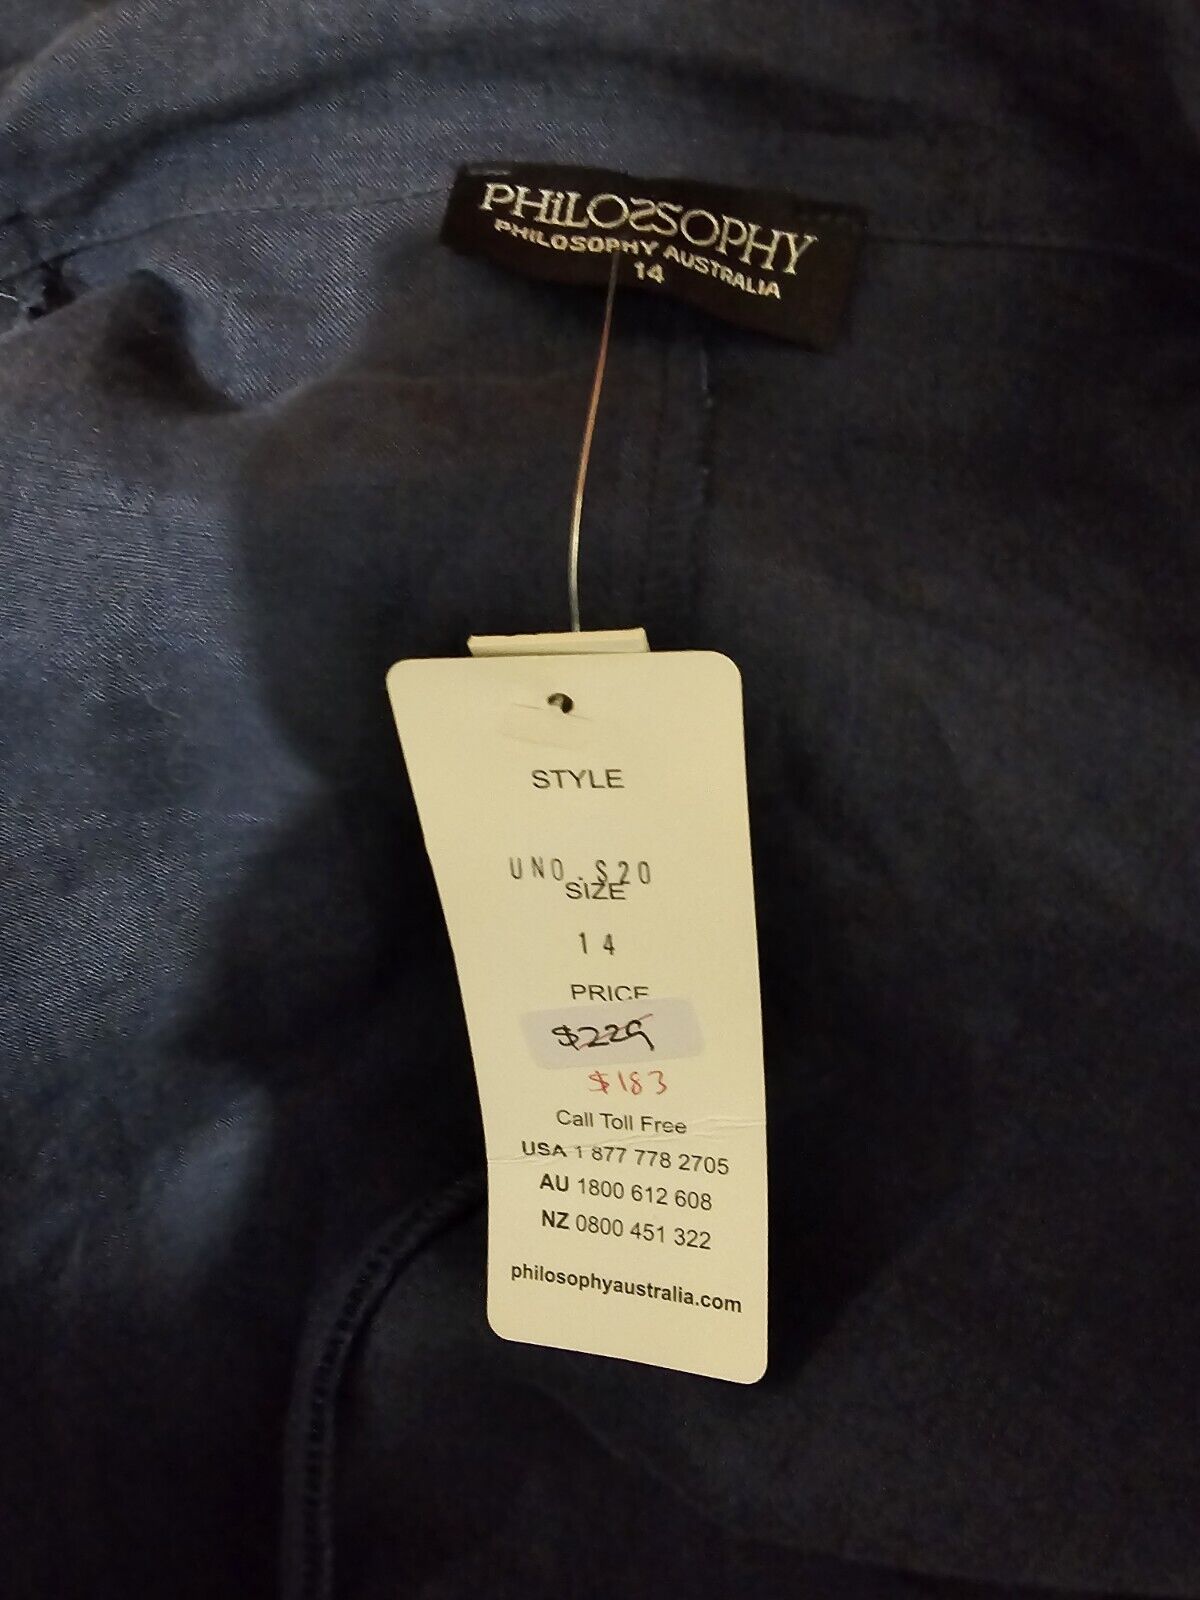 PHiLOSSOPHY
PHILOSOPHY AUSTRALIA
14
STYLE
UNO.S20
SIZE
14
PRICE
$229
$183
Call Toll Free
USA 1 877 778 2705
AU 1800 612 608
NZ 0800 451 322
philosophyaustralia.com